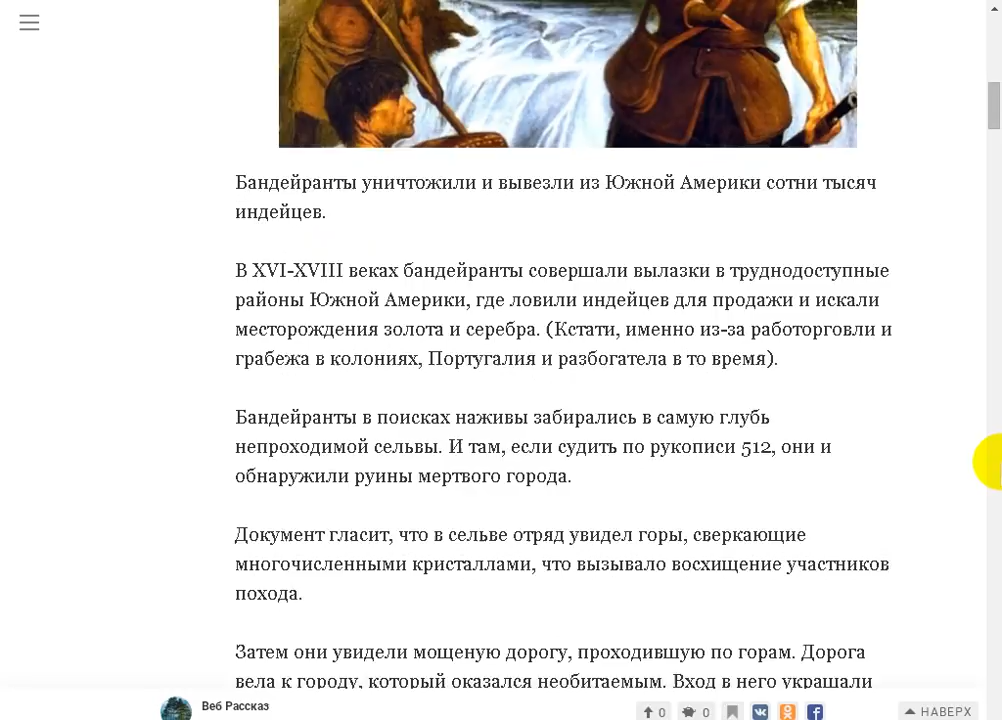 Бандейранты уничтожили и вывезли из Южной Америки сотни тысяч
индейцев.
В XVI-XVIII веках бандейранты совершали вылазки в труднодоступные
районы Южной Америки, где ловили индейцев для продажи и искали
месторождения золота и серебра. (Кстати, именно из-за работорговли и
грабежа в колониях, Португалия и разбогатела в то время).
Бандейранты в поисках наживы забирались в самую глубь
непроходимой сельвы. И там, если судить по рукописи 512, они и
обнаружили руины мертвого города.
Документ гласит, что в сельве отряд увидел горы, сверкающие
многочисленными кристаллами, что вызывало восхищение участников
похода.
Затем они увидели мощеную дорогу, проходившую по горам. Дорога
вела к городу, который оказался необитаемым. Вход в него украшали
Веб Рассказ
0 0 НАВЕРХ